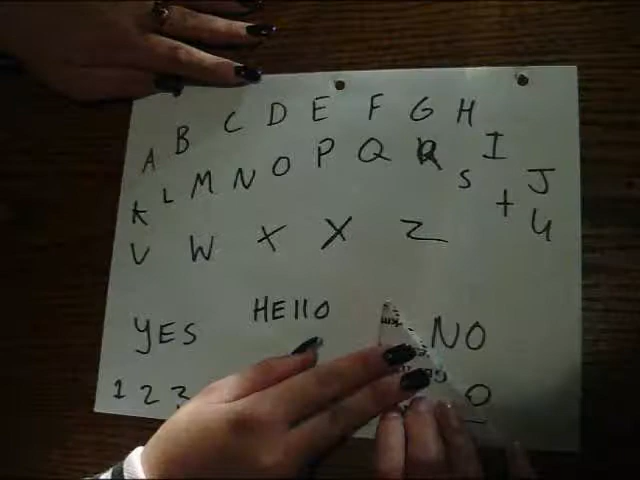 A B C D E F G H I J
K L M N O P Q R S + U
V W X X Z
YES HEllO NO
1 2 3 0